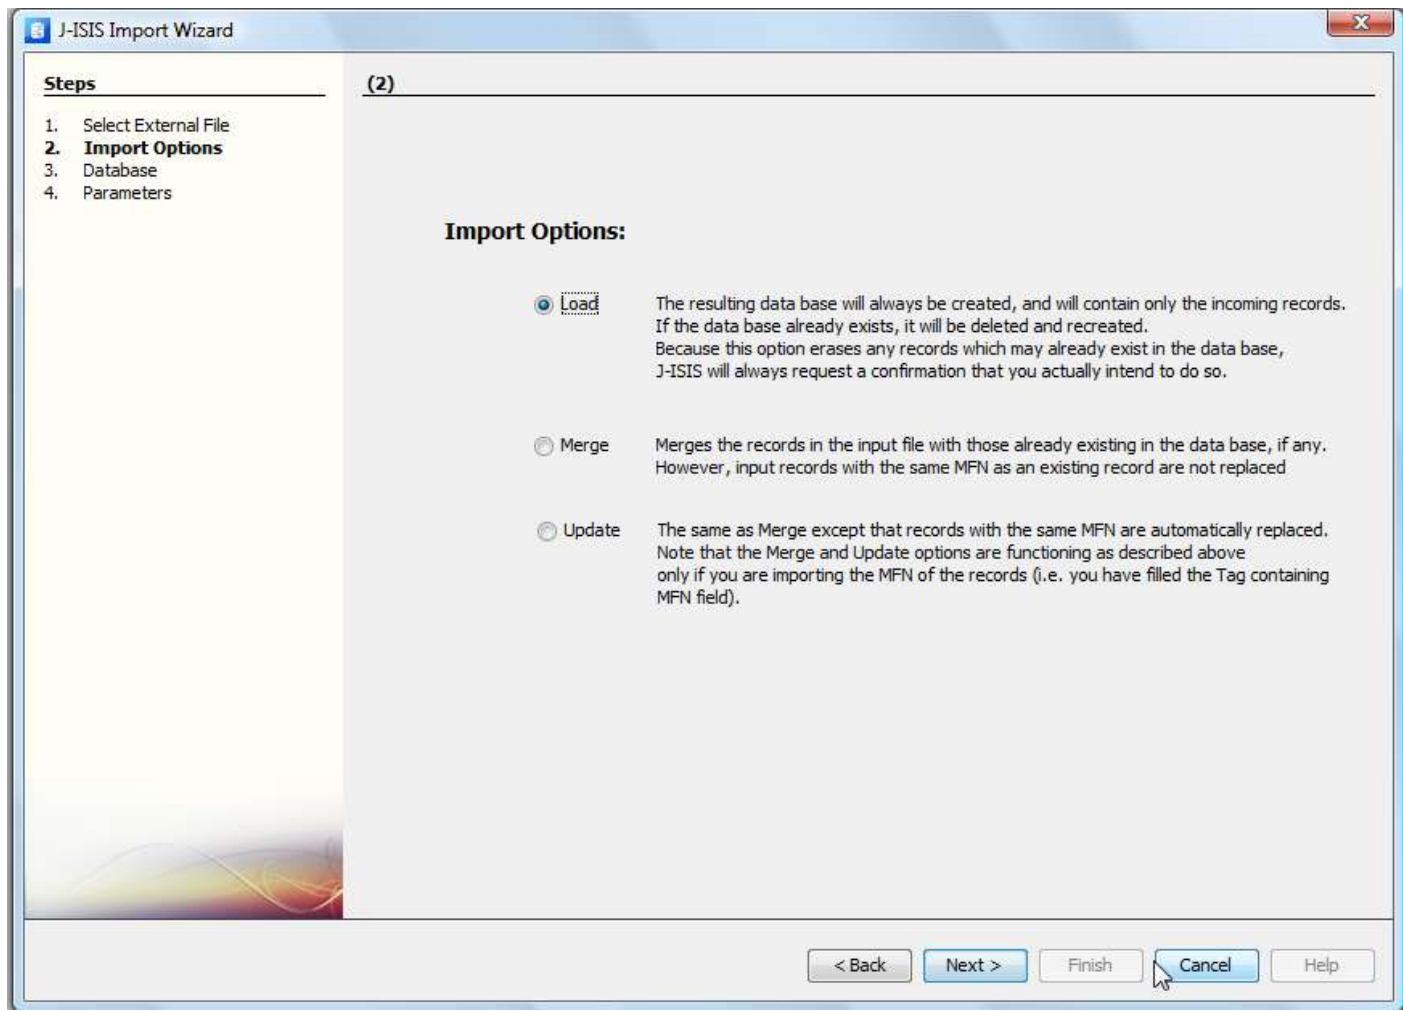 J-ISIS Import Wizard
Steps
1. Select External File
2. Import Options
3. Database
4. Parameters
(2)
Import Options:
Load
The resulting data base will always be created, and will contain only the incoming records.
If the data base already exists, it will be deleted and recreated.
Because this option erases any records which may already exist in the data base,
J-ISIS will always request a confirmation that you actually intend to do so.
Merge
Merges the records in the input file with those already existing in the data base, if any.
However, input records with the same MFN as an existing record are not replaced
Update
The same as Merge except that records with the same MFN are automatically replaced.
Note that the Merge and Update options are functioning as described above
only if you are importing the MFN of the records (i.e. you have filled the Tag containing
MFN field).
< Back Next > Finish Cancel Help